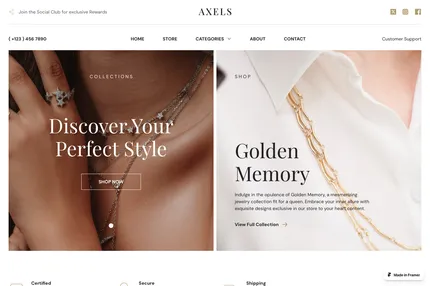 Join the Social Club for exclusive Rewards
AXELS
( +123 ) 456 7890
HOME
STORE
CATEGORIES
ABOUT
CONTACT
Customer Support
COLLECTIONS
Discover Your
Perfect Style
SHOP NOW
SHOP
Golden
Memory
Indulge in the opulence of Golden Memory, a mesmerizing
jewelry collection fit for a queen. Embrace your inner allure with
exquisite designs exclusive in our store to your heart content.
View Full Collection
Made in Framer
Certified
Secure
Shipping